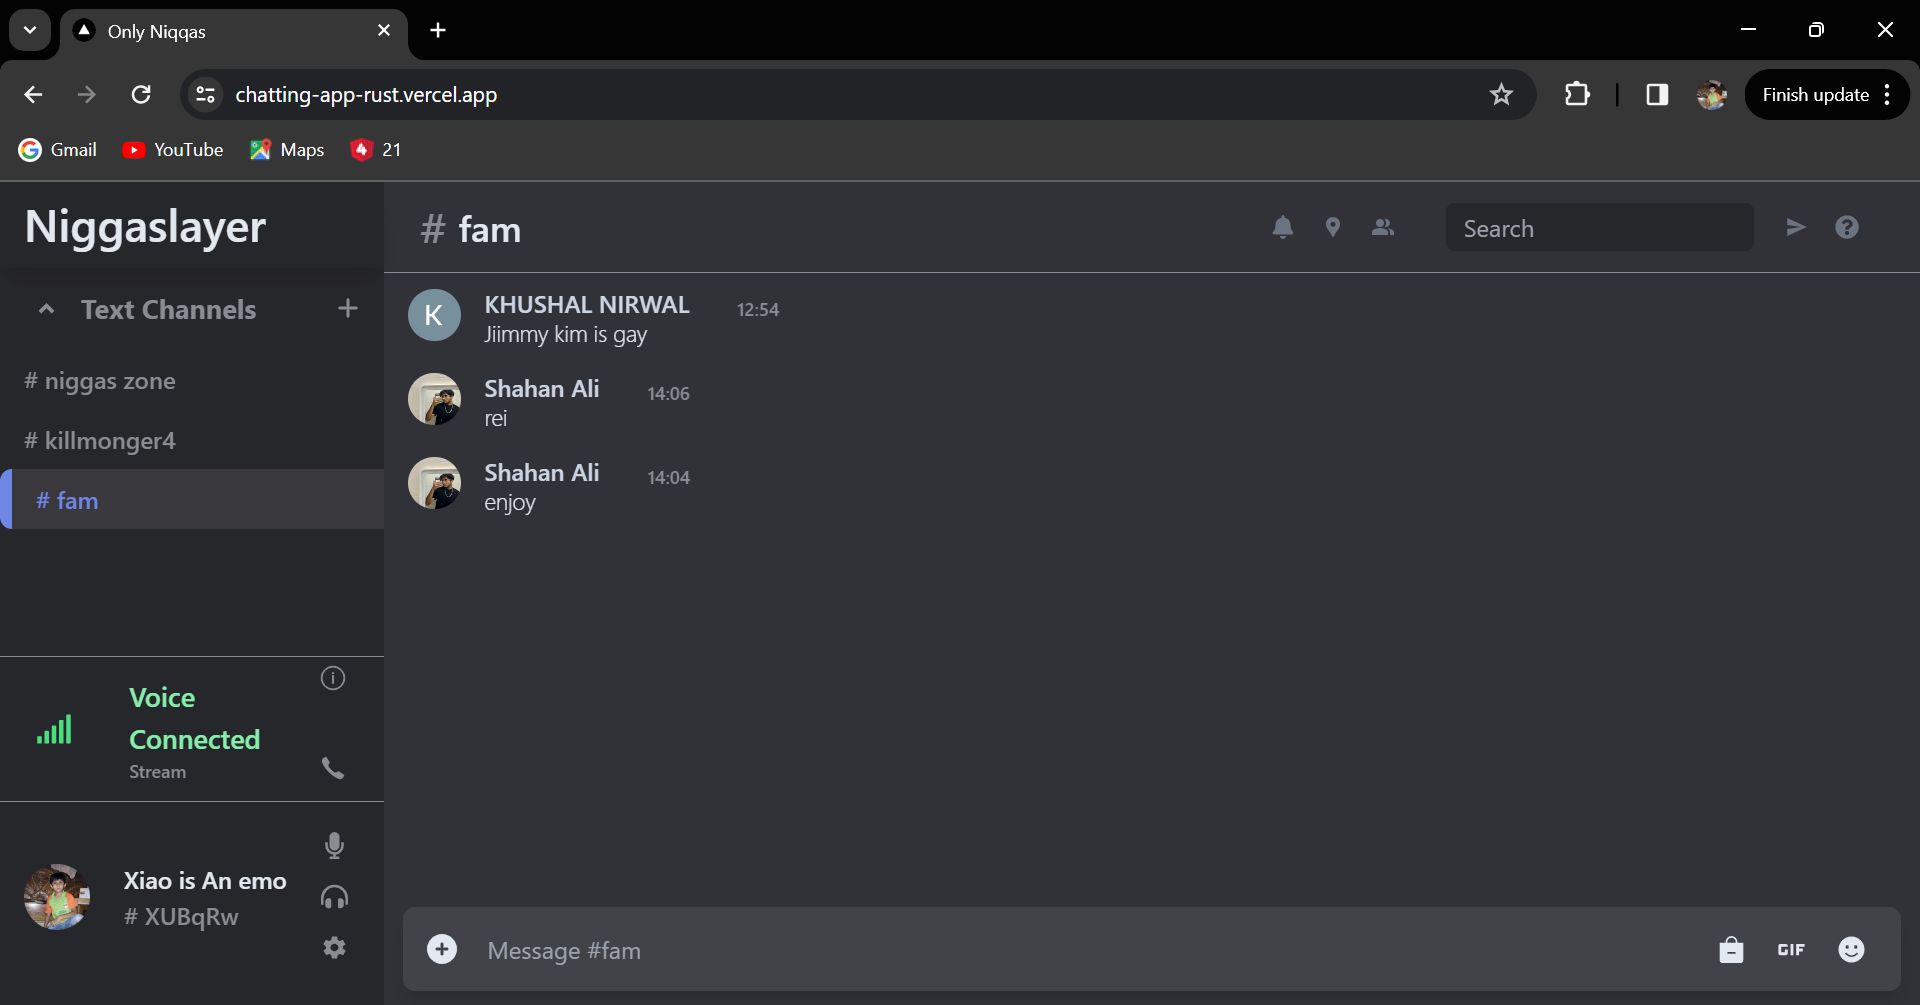 Only Niqqas
chatting-app-rust.vercel.app
Finish update
Gmail YouTube Maps 4 21
Niggaslayer
# fam
Search
Text Channels
# niggas zone
# killmonger4
# fam
K
KHUSHAL NIRWAL 12:54
Jiimmy kim is gay
Shahan Ali 14:06
rei
Shahan Ali 14:04
enjoy
Voice
Connected
Stream
Xiao is An emo
# XUBqRw
Message #fam
GIF